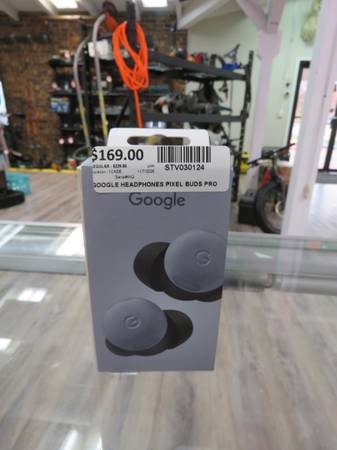 $169.00
STV030124
GOOGLE HEADPHONES PIXEL BUDS PRO
Google
G
G